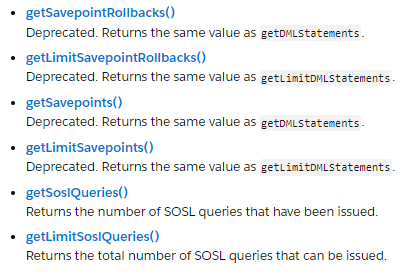 • getSavepointRollbacks()
Deprecated. Returns the same value as getDMLStatements.
• getLimitSavepointRollbacks()
Deprecated. Returns the same value as getLimitDMLStatements.
• getSavepoints()
Deprecated. Returns the same value as getDMLStatements.
• getLimitSavepoints()
Deprecated. Returns the same value as getLimitDMLStatements.
• getSoslQueries()
Returns the number of SOSL queries that have been issued.
• getLimitSoslQueries()
Returns the total number of SOSL queries that can be issued.